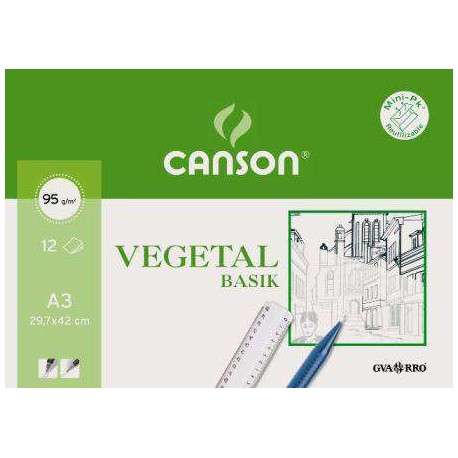 Mini-Pk®
Reutilizable
CANSON®
95 g/m²
12
VEGETAL
BASIK
A3
29,7x42 cm
GVARRO